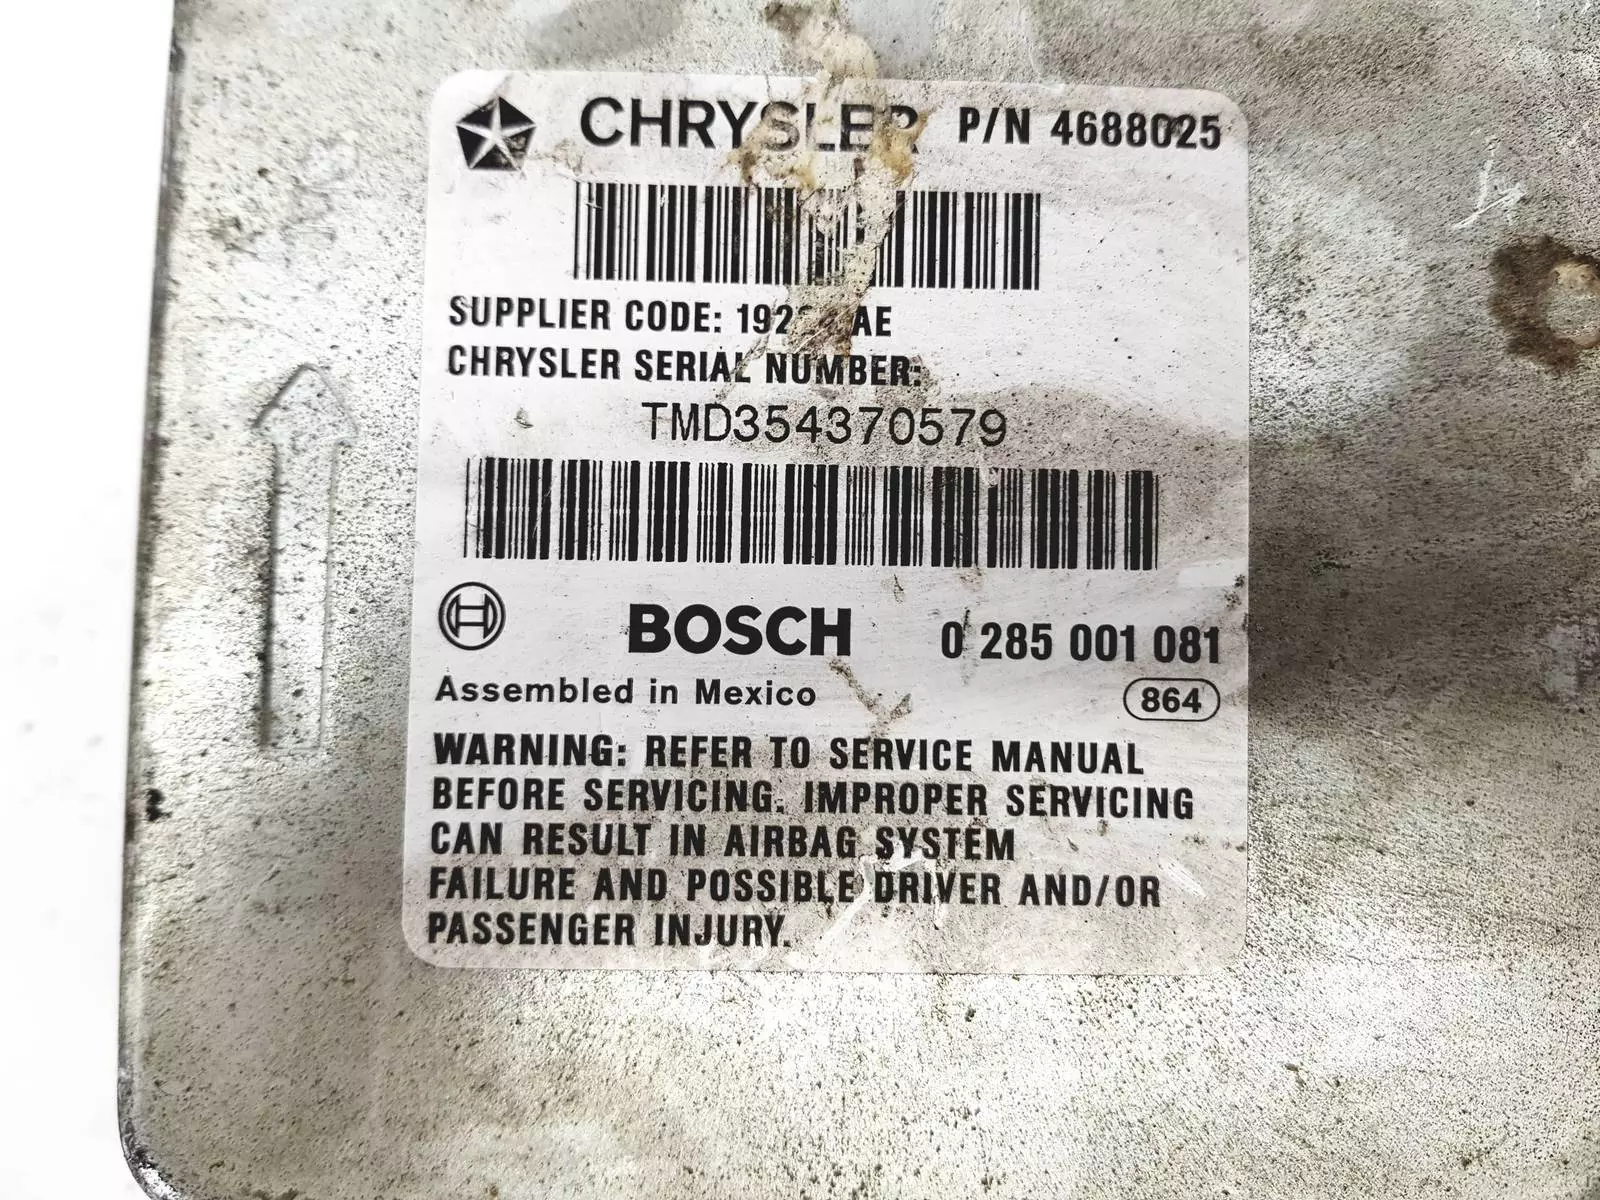 CHRYSLER P/N 4688025
SUPPLIER CODE:
CHRYSLER SERIAL NUMBER:
TMD354370579
BOSCH 0 285 001 081
Assembled in Mexico 864
WARNING: REFER TO SERVICE MANUAL
BEFORE SERVICING. IMPROPER SERVICING
CAN RESULT IN AIRBAG SYSTEM
FAILURE AND POSSIBLE DRIVER AND/OR
PASSENGER INJURY.